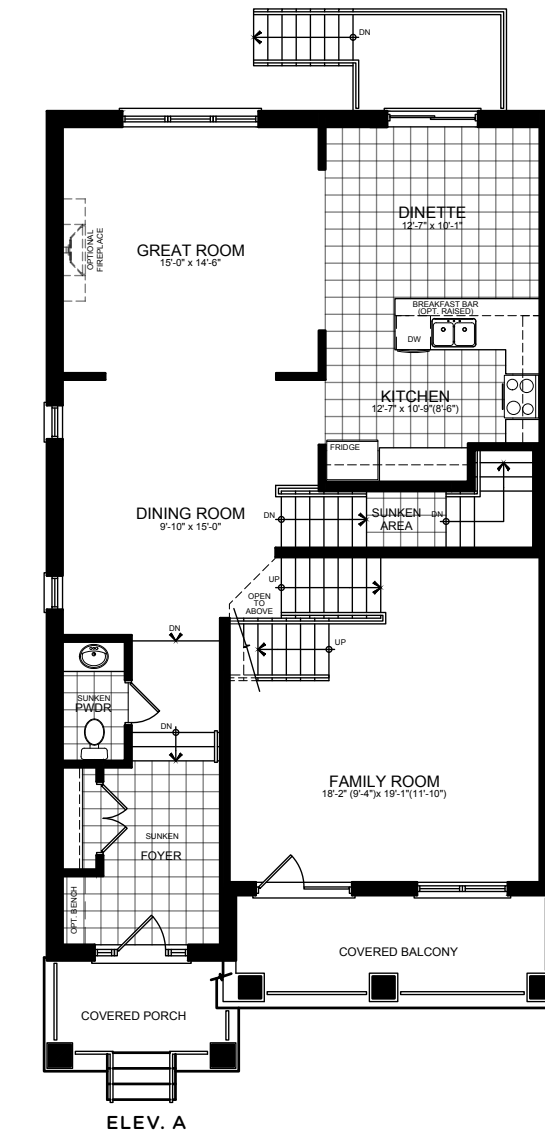 DN
DINETTE
12'-7" x 10'-1"
GREAT ROOM
15'-0" x 14'-6"
OPTIONAL
FIREPLACE
BREAKFAST BAR
(OPT. RAISED)
DW
KITCHEN
12'-7" x 10'-9"(8'-6")
FRIDGE
DINING ROOM
9'-10" x 15'-0"
DN
SUNKEN
AREA
DN
UP
OPEN
TO
ABOVE
UP
DN
SUNKEN
PWDR
DN
FAMILY ROOM
18'-2" (9'-4")x 19'-1"(11'-10")
SUNKEN
FOYER
OPT. BENCH
COVERED BALCONY
COVERED PORCH
ELEV. A